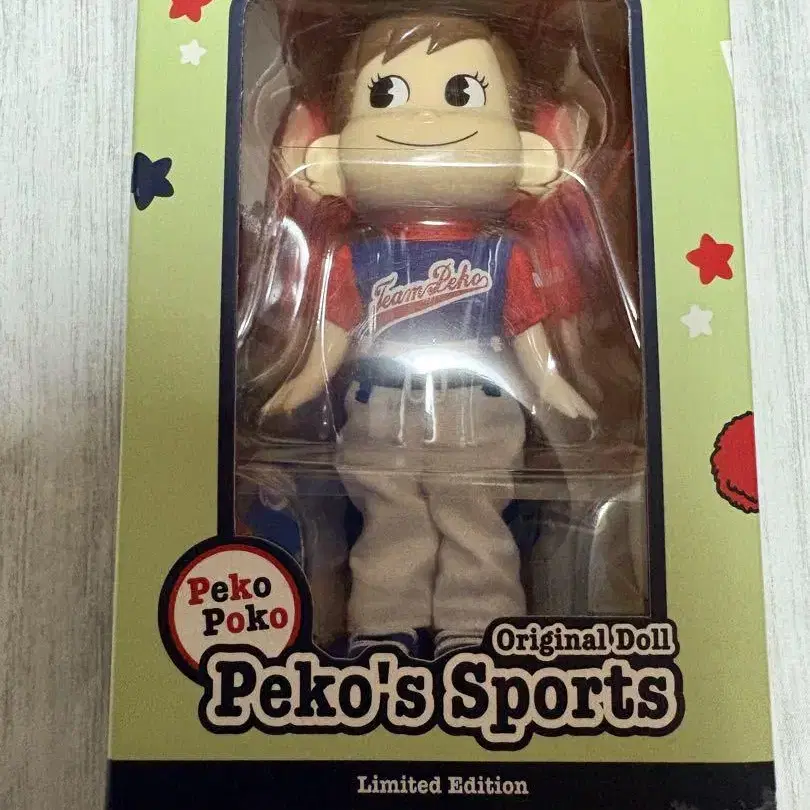 Team Peko
Peko
Poko
Original Doll
Peko's Sports
Limited Edition